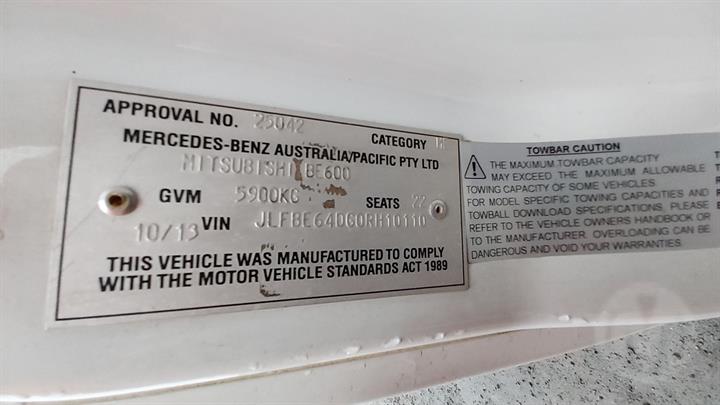 APPROVAL NO. 25042
CATEGORY
MERCEDES-BENZ AUSTRALIA/PACIFIC PTY LTD
MITSUBISHI BE600
GVM 5900KG SEATS 22
10/13 VIN JLFBE64DG0RH10110
THIS VEHICLE WAS MANUFACTURED TO COMPLY
WITH THE MOTOR VEHICLE STANDARDS ACT 1989
TOWBAR CAUTION
THE MAXIMUM TOWBAR CAPACITY
MAY EXCEED THE MAXIMUM ALLOWABLE
TOWING CAPACITY OF SOME VEHICLES.
FOR MODEL SPECIFIC TOWING CAPACITIES AND
TOWBALL DOWNLOAD SPECIFICATIONS, PLEASE
REFER TO THE VEHICLE OWNERS HANDBOOK OR
TO THE MANUFACTURER. OVERLOADING CAN BE
DANGEROUS AND VOID YOUR WARRANTIES.